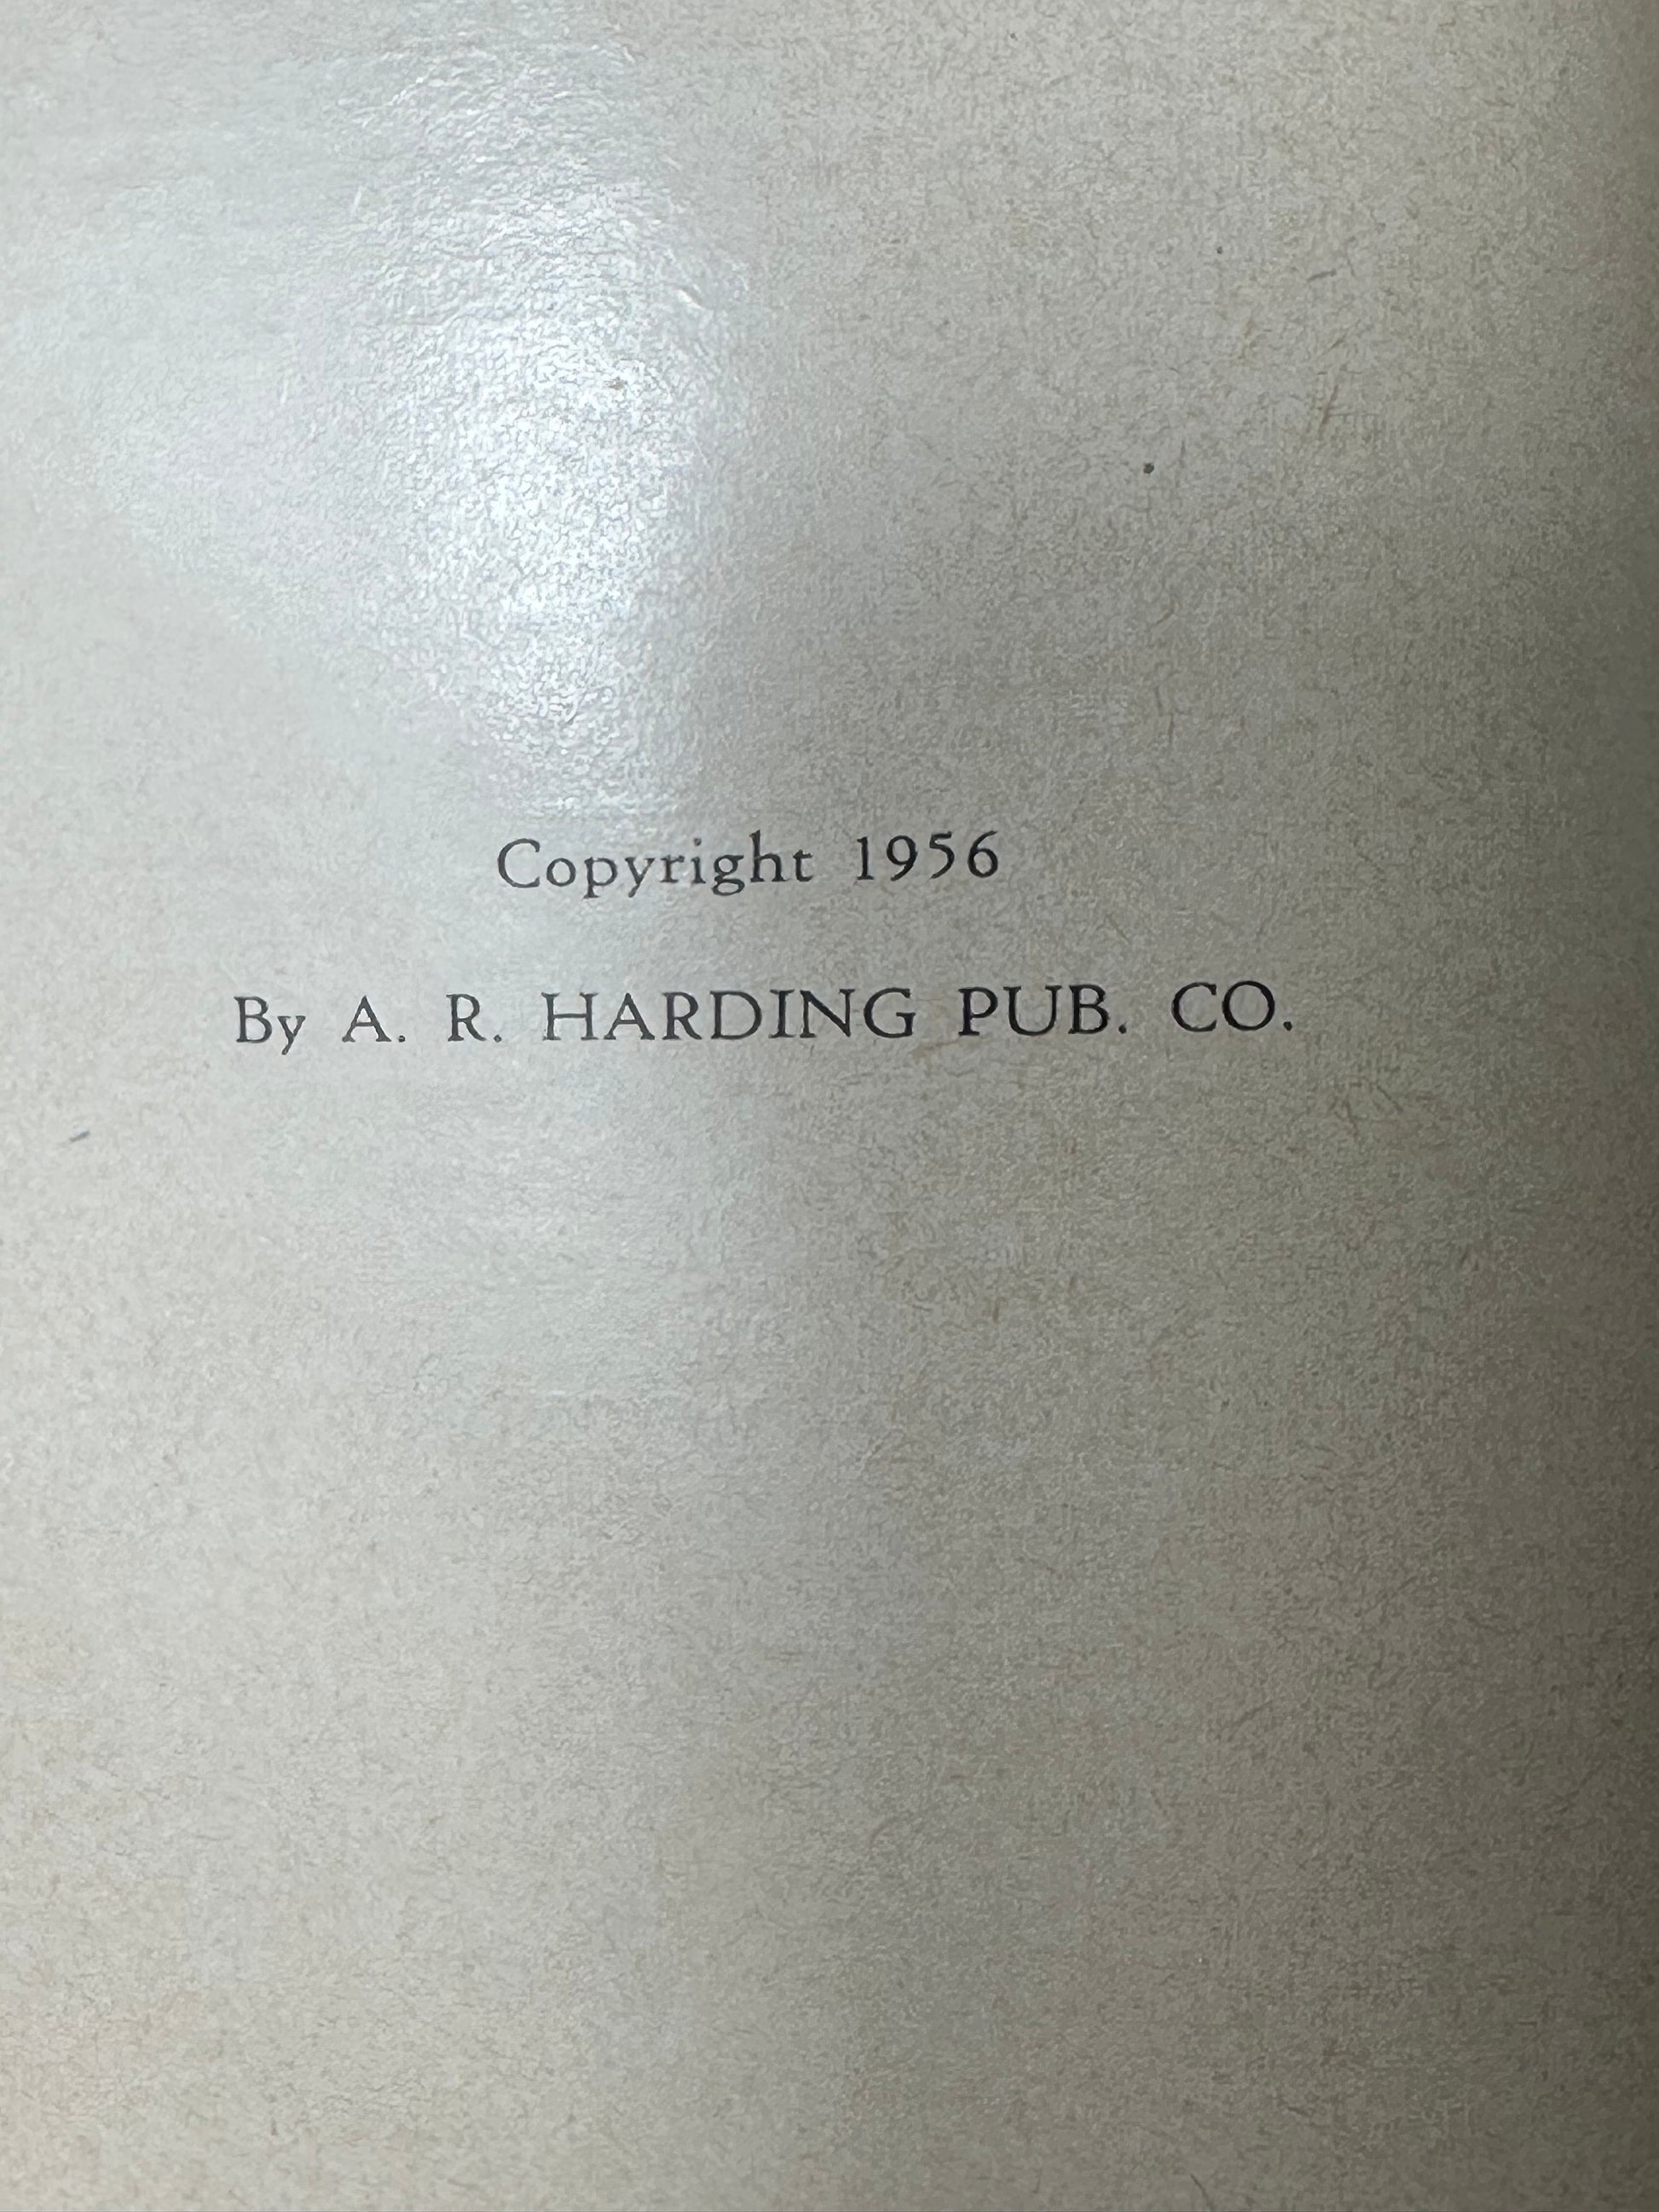 Copyright 1956
By A. R. HARDING PUB. CO.